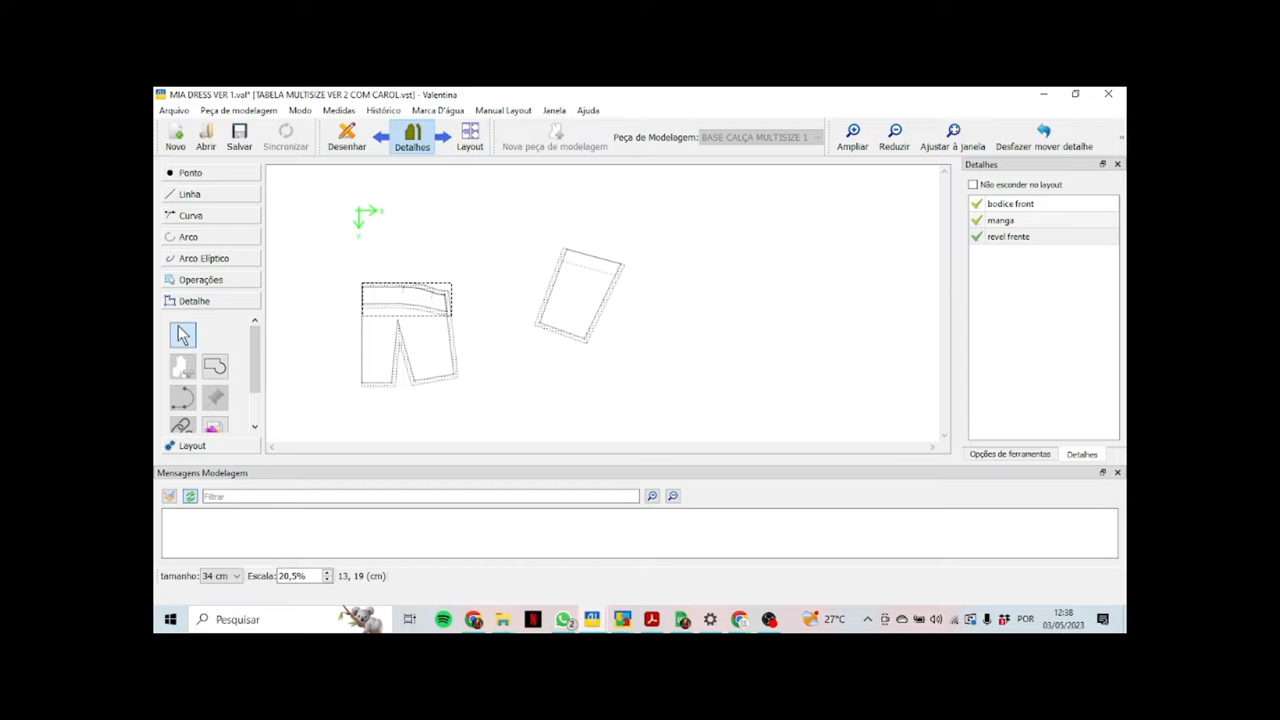 MIA DRESS VER 1.val* [TABELA MULTISIZE VER 2 COM CAROL.vst] - Valentina
Arquivo Peça de modelagem Modo Medidas Histórico Marca D'água Manual Layout Janela Ajuda
Novo Abrir Salvar Sincronizar Desenhar Detalhes Layout Nova peça de modelagem Peça de Modelagem: BASE CALÇA MULTISIZE 1 Ampliar Reduzir Ajustar à janela Desfazer mover detalhe
Ponto
Linha
Curva
Arco
Arco Elíptico
Operações
Detalhe
Layout
X
Y
Detalhes
Não esconder no layout
bodice front
manga
revel frente
Opções de ferramentas Detalhes
Mensagens Modelagem
Filtrar
tamanho: 34 cm Escala: 20,5% 13, 19 (cm)
Pesquisar
2
27°C
POR
12:38
03/05/2023